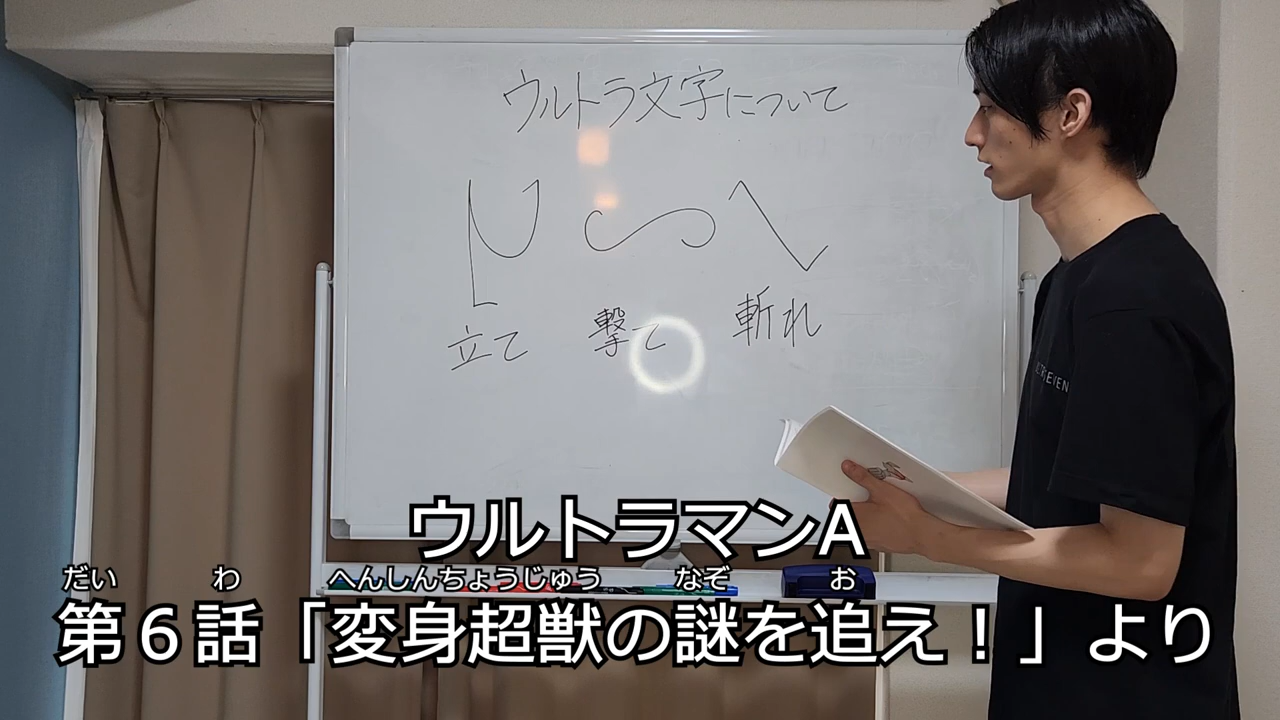 ウルトラ文字について
立て 撃て 斬れ
ウルトラマンA
だい わ へんしんちょうじゅう なぞ お
第６話「変身超獣の謎を追え！」より